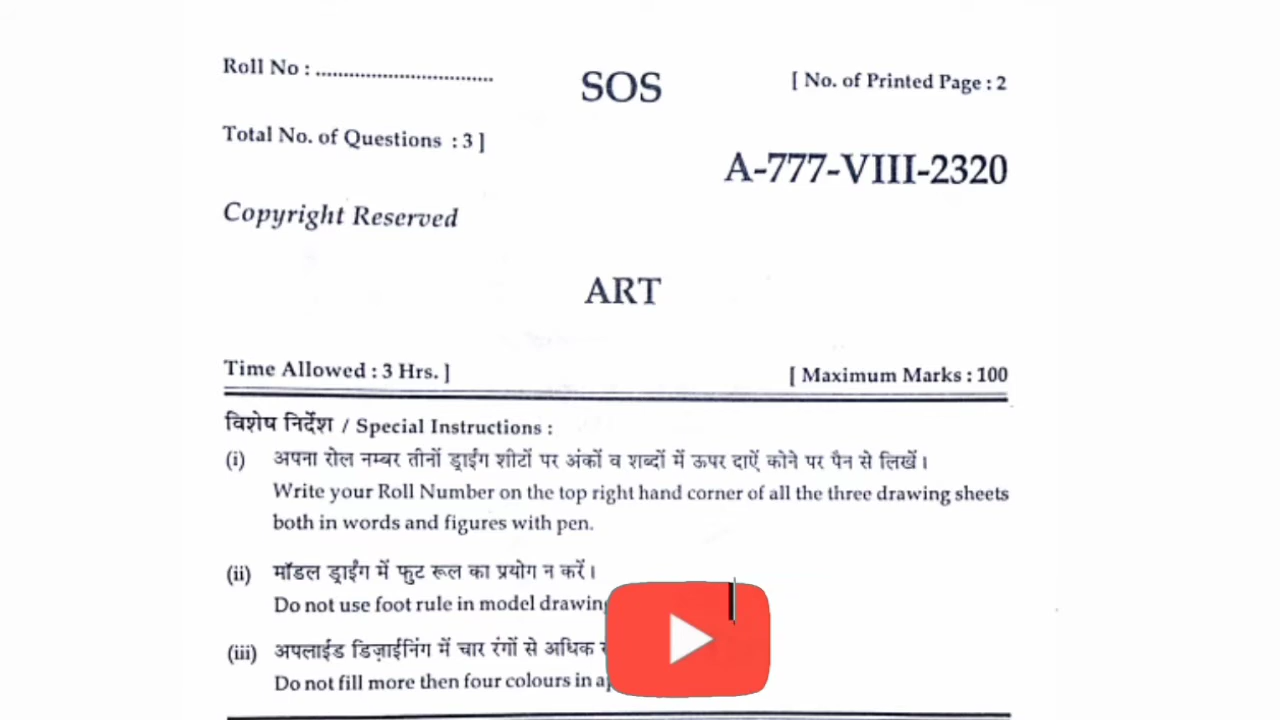 Roll No : ................................
SOS
[ No. of Printed Page : 2
Total No. of Questions : 3 ]
A-777-VIII-2320
Copyright Reserved
ART
Time Allowed : 3 Hrs. ]
[ Maximum Marks : 100
विशेष निर्देश / Special Instructions :
(i) अपना रोल नम्बर तीनों ड्राईंग शीटों पर अंकों व शब्दों में ऊपर दाऐं कोने पर पैन से लिखें।
Write your Roll Number on the top right hand corner of all the three drawing sheets
both in words and figures with pen.
(ii) मॉडल ड्राईंग में फुट रूल का प्रयोग न करें।
Do not use foot rule in model
(iii) अपलाईड डिज़ाईनिंग में चार रंगों से अधिक
Do not fill more then four colours in